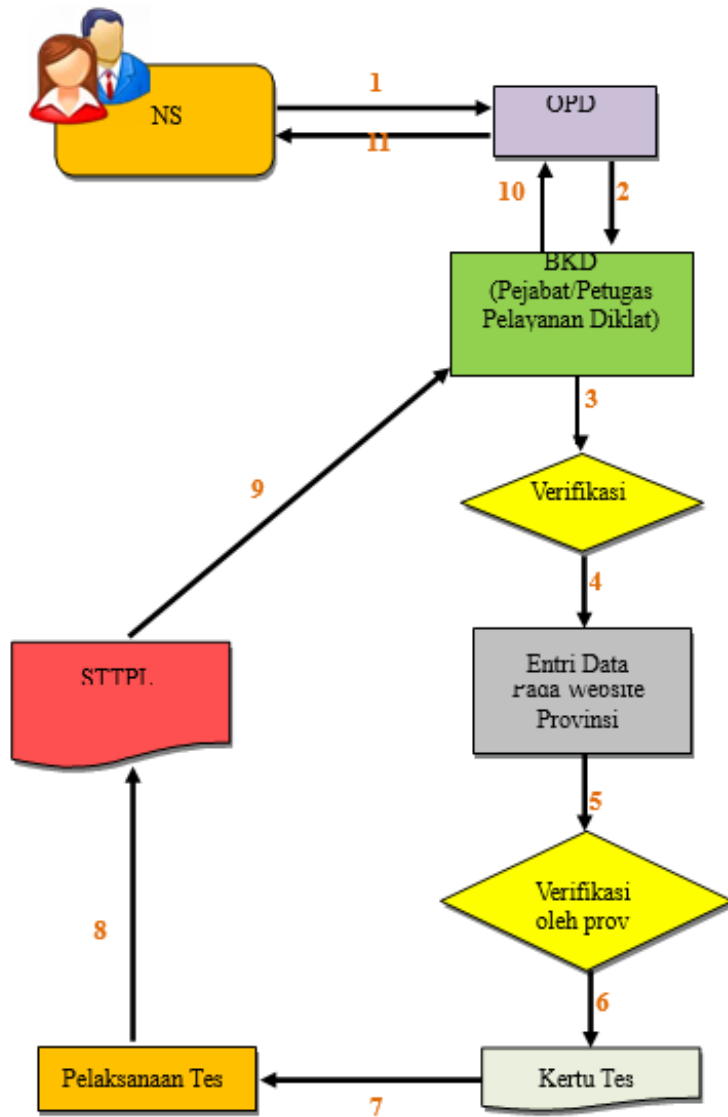 1
NS
OPD
11
10
2
BKD
(Pejabat/Petugas
Pelayanan Diklat)
3
9
Verifikasi
4
STTPL
Entri Data
Pada Website
Provinsi
5
8
Verifikasi
oleh prov
6
Pelaksanaan Tes
Kertu Tes
7